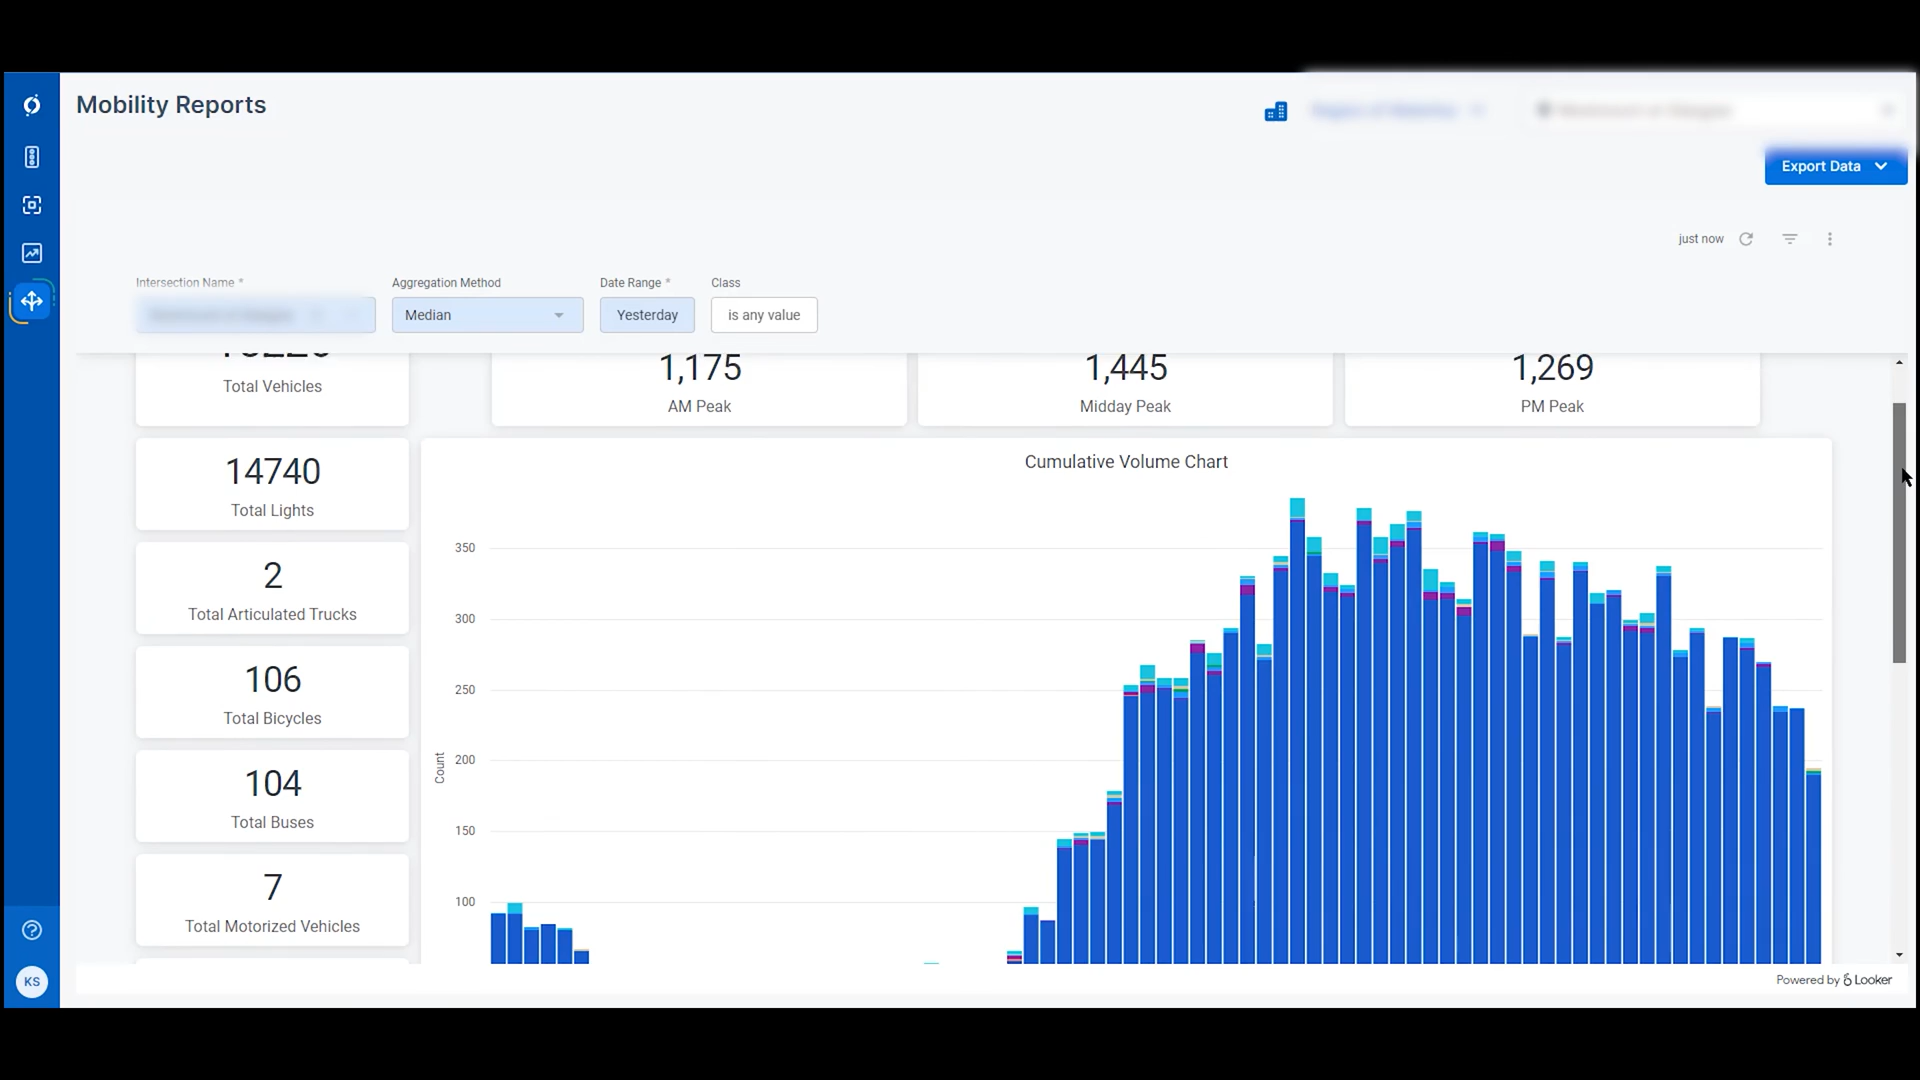 Mobility Reports
Export Data
just now
Intersection Name *
Aggregation Method
Date Range *
Class
Median
Yesterday
is any value
Total Vehicles
1,175
AM Peak
1,445
Midday Peak
1,269
PM Peak
14740
Total Lights
2
Total Articulated Trucks
106
Total Bicycles
104
Total Buses
7
Total Motorized Vehicles
Cumulative Volume Chart
350
300
250
200
150
100
Count
KS
Powered by Looker